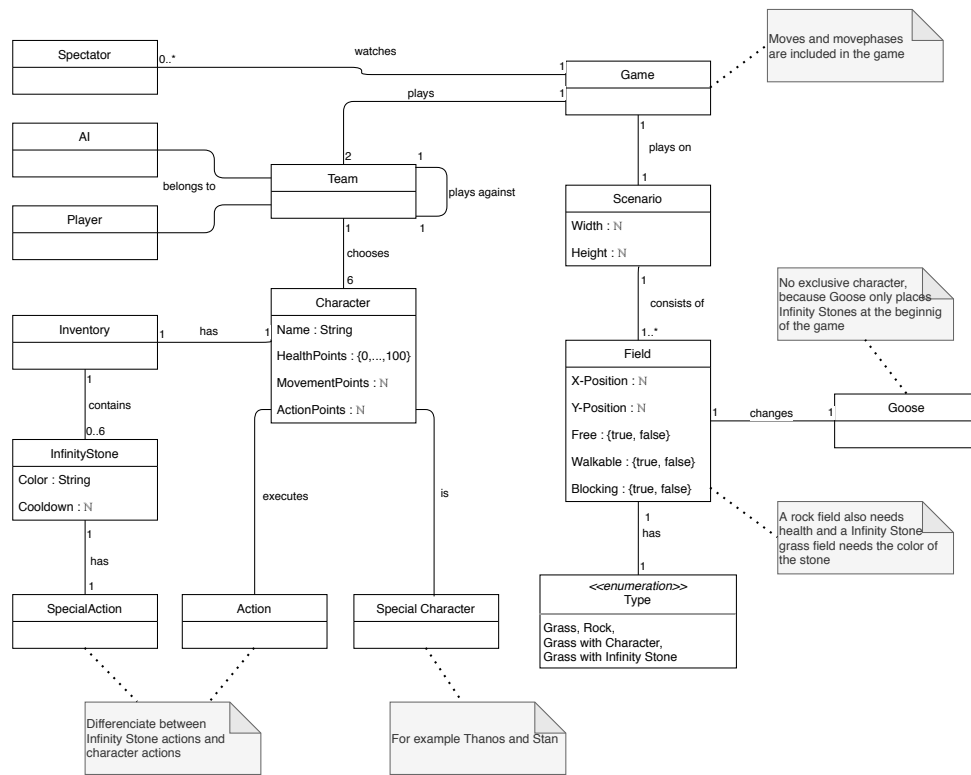 Moves and movephases
are included in the game
Spectator
0..*
watches
1
Game
plays
1
AI
1
plays on
2
1
Team
belongs to
plays against
1
Scenario
Player
Width : ℕ
1
1
Height : ℕ
chooses
1
No exclusive character,
because Goose only places
Infinity Stones at the beginnig
of the game
6
Character
consists of
Inventory
has
1
1
Name : String
1..*
HealthPoints : {0,...,100}
Field
MovementPoints : ℕ
X-Position : ℕ
1
ActionPoints : ℕ
Y-Position : ℕ
Goose
contains
1
changes
1
0..6
Free : {true, false}
InfinityStone
Walkable : {true, false}
Color : String
Blocking : {true, false}
Cooldown : ℕ
executes
is
A rock field also needs
health and a Infinity Stone
grass field needs the color of
the stone
1
1
has
has
1
1
<<enumeration>>
Type
SpecialAction
Action
Special Character
Grass, Rock,
Grass with Character,
Grass with Infinity Stone
Differenciate between
Infinity Stone actions and
character actions
For example Thanos and Stan